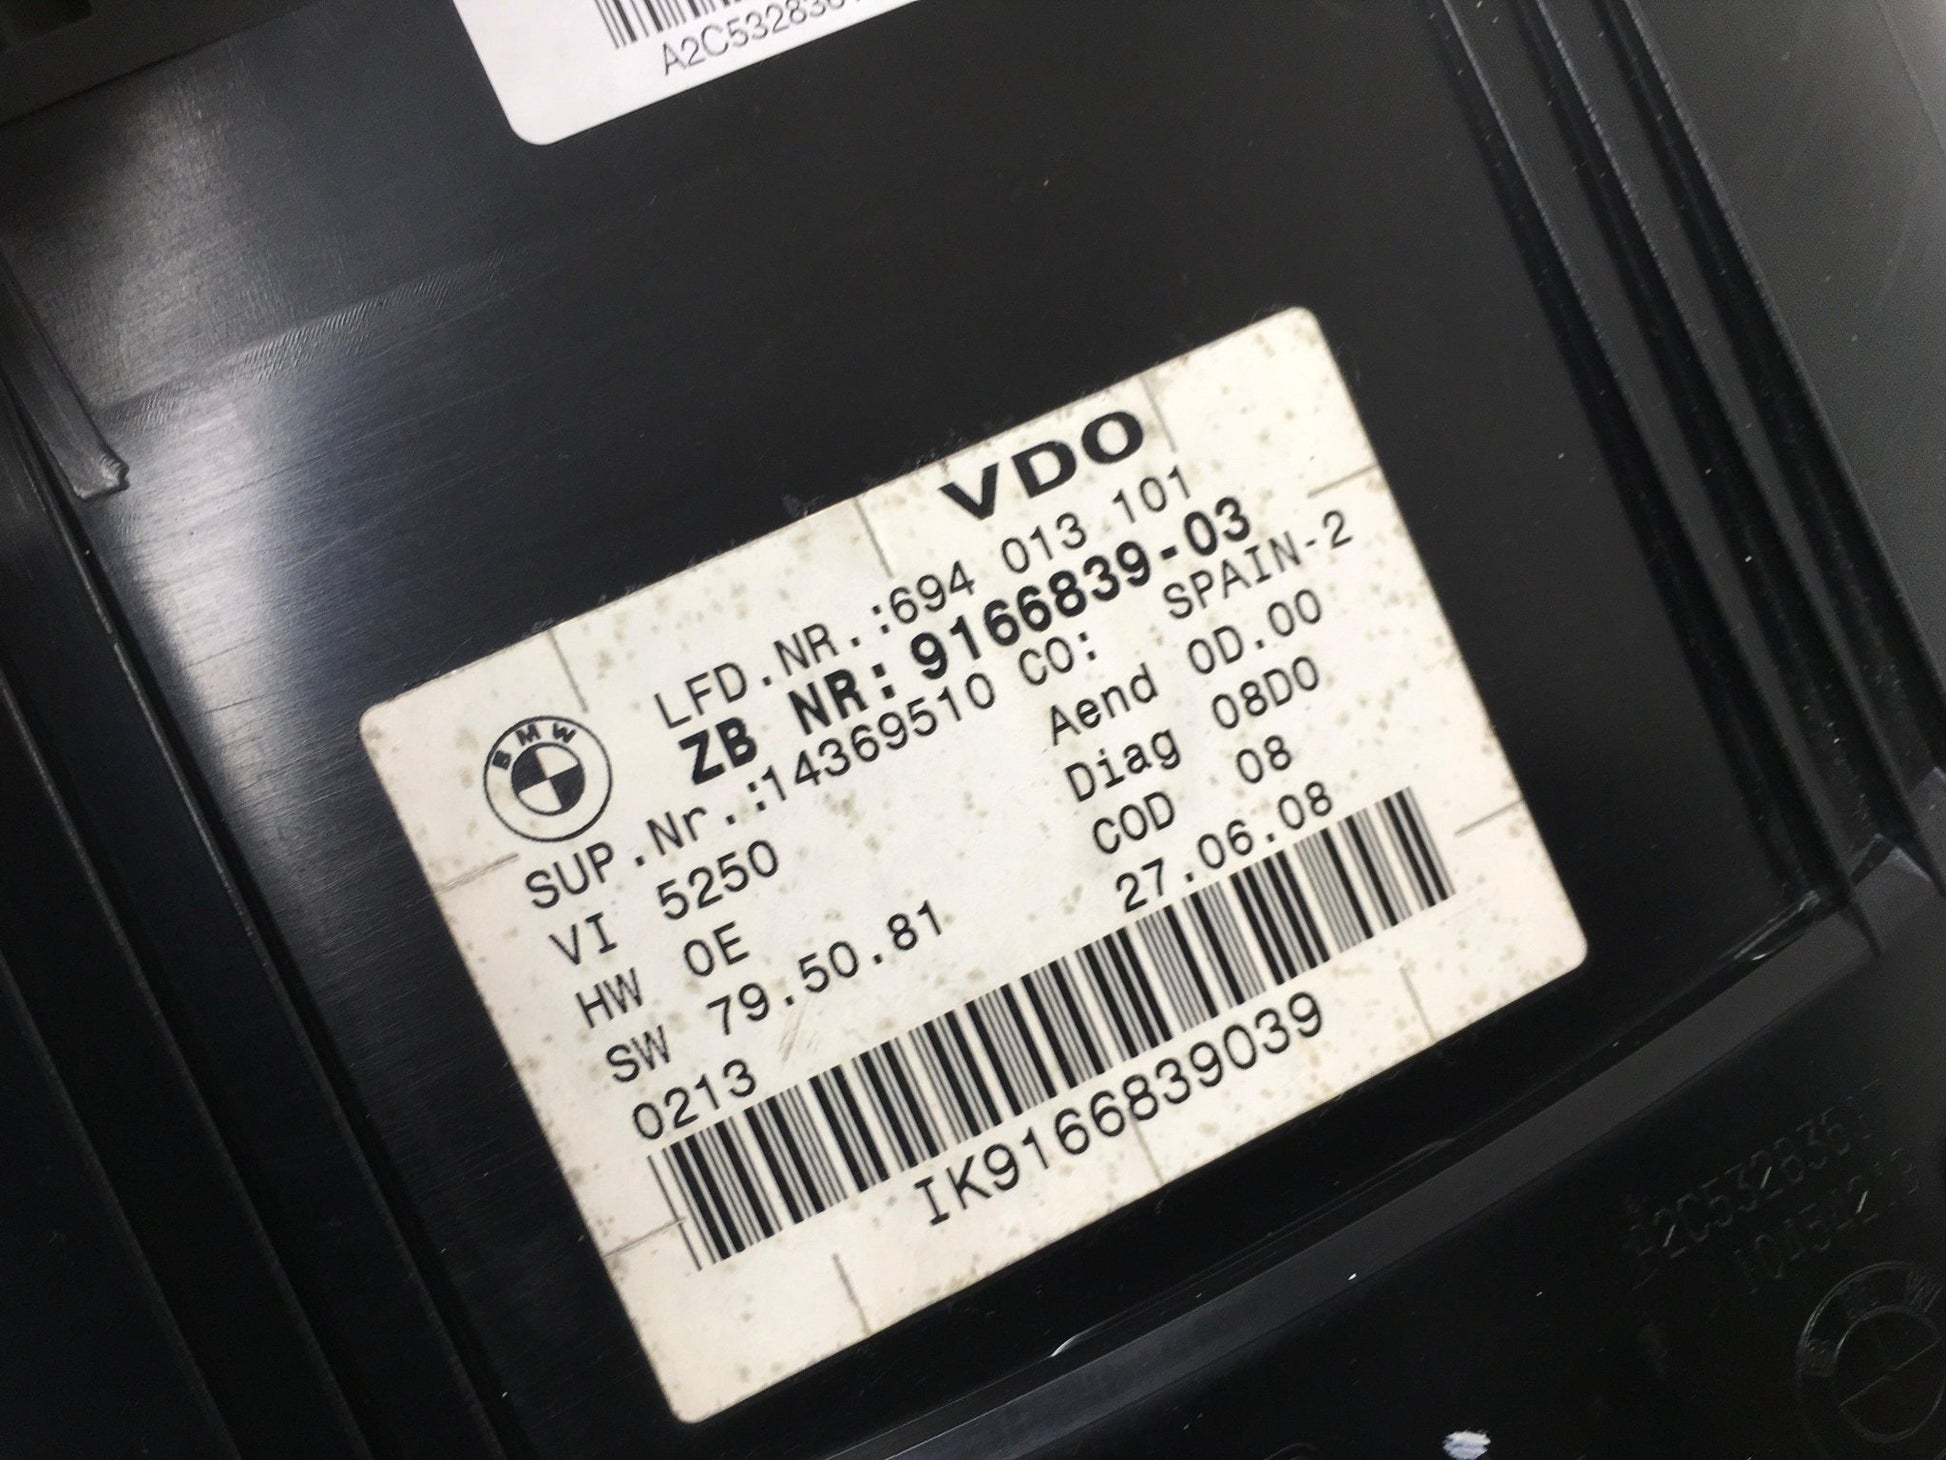 VDO
LFD.NR.:694 013 101
ZB NR: 9166839-03
SUP.Nr.:14369510 CO: SPAIN-2
VI 5250 Aend 0D.00
HW 0E Diag 08D0
SW 79.50.81 COD 08
0213 27.06.08
IK9166839039
BMW
BMW